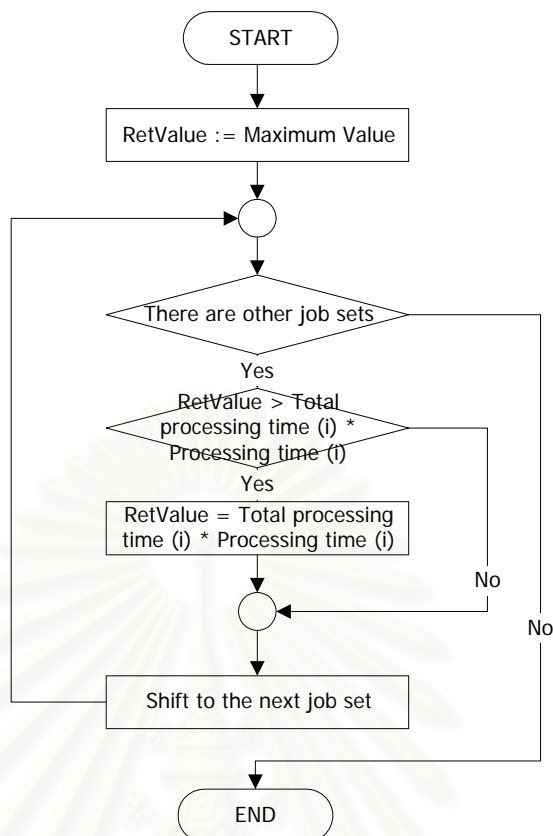 START
RetValue := Maximum Value
There are other job sets
Yes
RetValue > Total
processing time (i) *
Processing time (i)
Yes
RetValue = Total processing
time (i) * Processing time (i)
No
No
Shift to the next job set
END